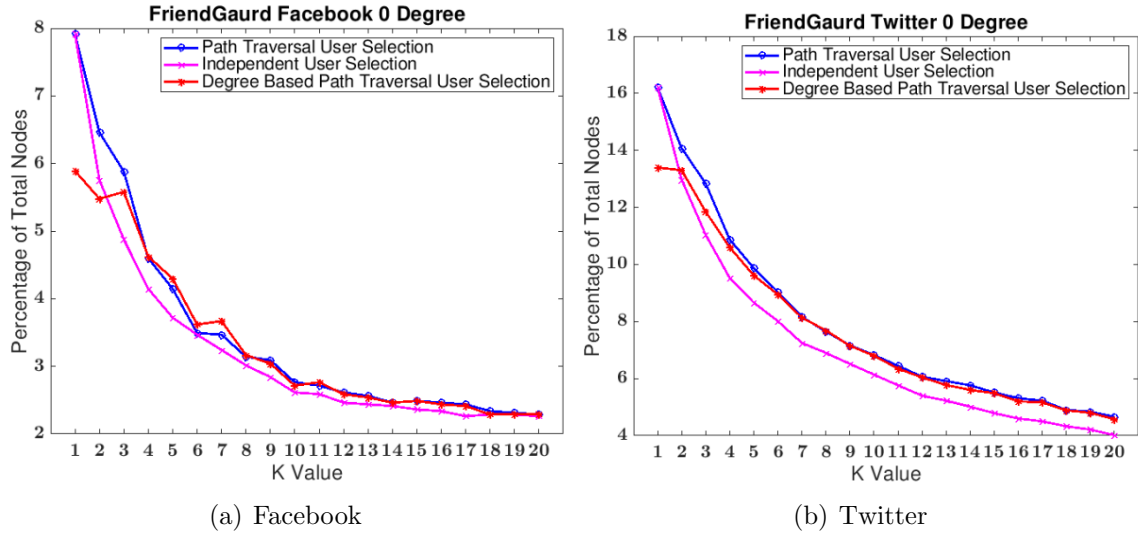 FriendGaurd Facebook 0 Degree
8
7
6
5
4
3
2
Percentage of Total Nodes
Path Traversal User Selection
Independent User Selection
Degree Based Path Traversal User Selection
1 2 3 4 5 6 7 8 9 10 11 12 13 14 15 16 17 18 19 20
K Value
(a) Facebook
FriendGaurd Twitter 0 Degree
18
16
14
12
10
8
6
4
Percentage of Total Nodes
Path Traversal User Selection
Independent User Selection
Degree Based Path Traversal User Selection
1 2 3 4 5 6 7 8 9 10 11 12 13 14 15 16 17 18 19 20
K Value
(b) Twitter